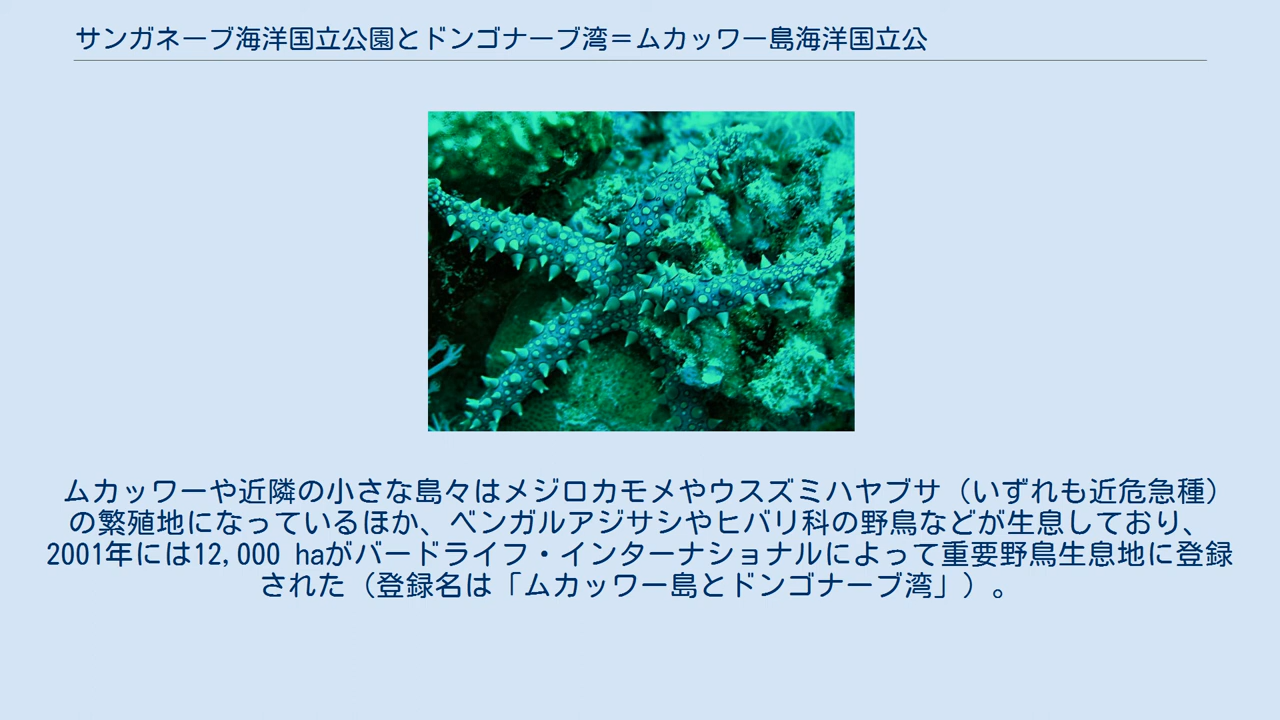 サンガネーブ海洋国立公園とドンゴナーブ湾＝ムカッワー島海洋国立公
ムカッワーや近隣の小さな島々はメジロカモメやウスズミハヤブサ（いずれも近危急種）
の繁殖地になっているほか、ベンガルアジサシやヒバリ科の野鳥などが生息しており、
2001年には12,000 haがバードライフ・インターナショナルによって重要野鳥生息地に登録
された（登録名は「ムカッワー島とドンゴナーブ湾」）。